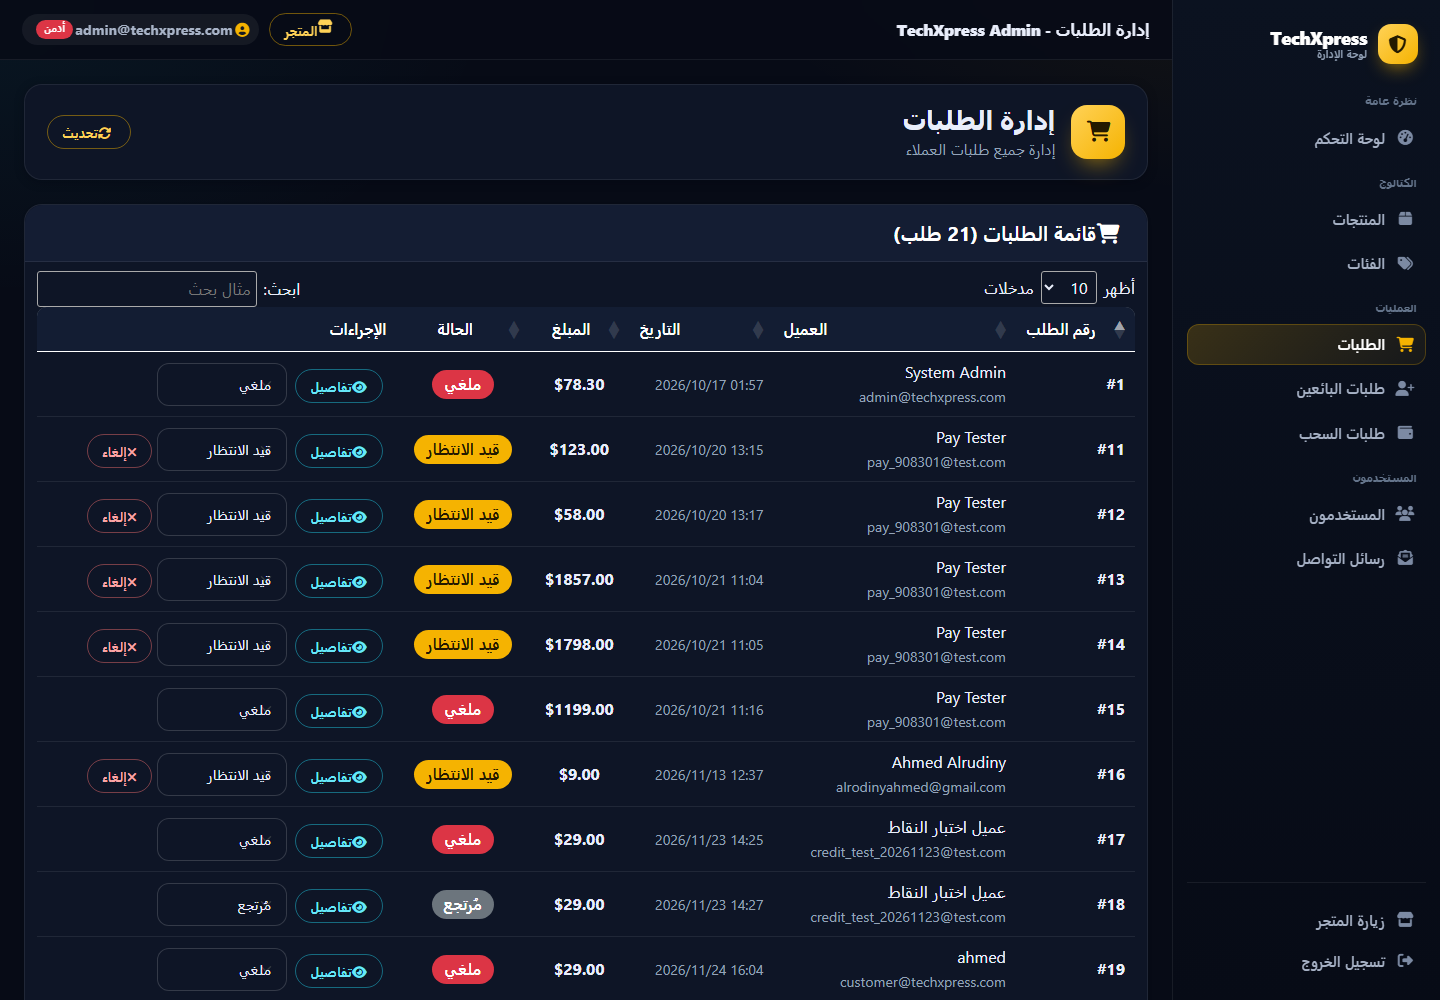 TechXpress
لوحة الإدارة
نظرة عامة
لوحة التحكم
الكتالوج
المنتجات
الفئات
العمليات
الطلبات
طلبات البائعين
طلبات السحب
المستخدمون
المستخدمون
رسائل التواصل
زيارة المتجر
تسجيل الخروج
إدارة الطلبات - TechXpress Admin
المتجر
admin@techxpress.com أدمن
إدارة الطلبات
إدارة جميع طلبات العملاء
تحديث
قائمة الطلبات (21 طلب)
أظهر 10 مدخلات
ابحث: مثال بحث
رقم الطلب العميل التاريخ المبلغ الحالة الإجراءات
#1 System Admin 2026/10/17 01:57 $78.30 ملغي تفاصيل ملغي
admin@techxpress.com
#11 Pay Tester 2026/10/20 13:15 $123.00 قيد الانتظار تفاصيل قيد الانتظار إلغاء
pay_908301@test.com
#12 Pay Tester 2026/10/20 13:17 $58.00 قيد الانتظار تفاصيل قيد الانتظار إلغاء
pay_908301@test.com
#13 Pay Tester 2026/10/21 11:04 $1857.00 قيد الانتظار تفاصيل قيد الانتظار إلغاء
pay_908301@test.com
#14 Pay Tester 2026/10/21 11:05 $1798.00 قيد الانتظار تفاصيل قيد الانتظار إلغاء
pay_908301@test.com
#15 Pay Tester 2026/10/21 11:16 $1199.00 ملغي تفاصيل ملغي
pay_908301@test.com
#16 Ahmed Alrudiny 2026/11/13 12:37 $9.00 قيد الانتظار تفاصيل قيد الانتظار إلغاء
alrodinyahmed@gmail.com
#17 عميل اختبار النقاط 2026/11/23 14:25 $29.00 ملغي تفاصيل ملغي
credit_test_20261123@test.com
#18 عميل اختبار النقاط 2026/11/23 14:27 $29.00 مُرتجع تفاصيل مُرتجع
credit_test_20261123@test.com
#19 ahmed 2026/11/24 16:04 $29.00 ملغي تفاصيل ملغي
customer@techxpress.com